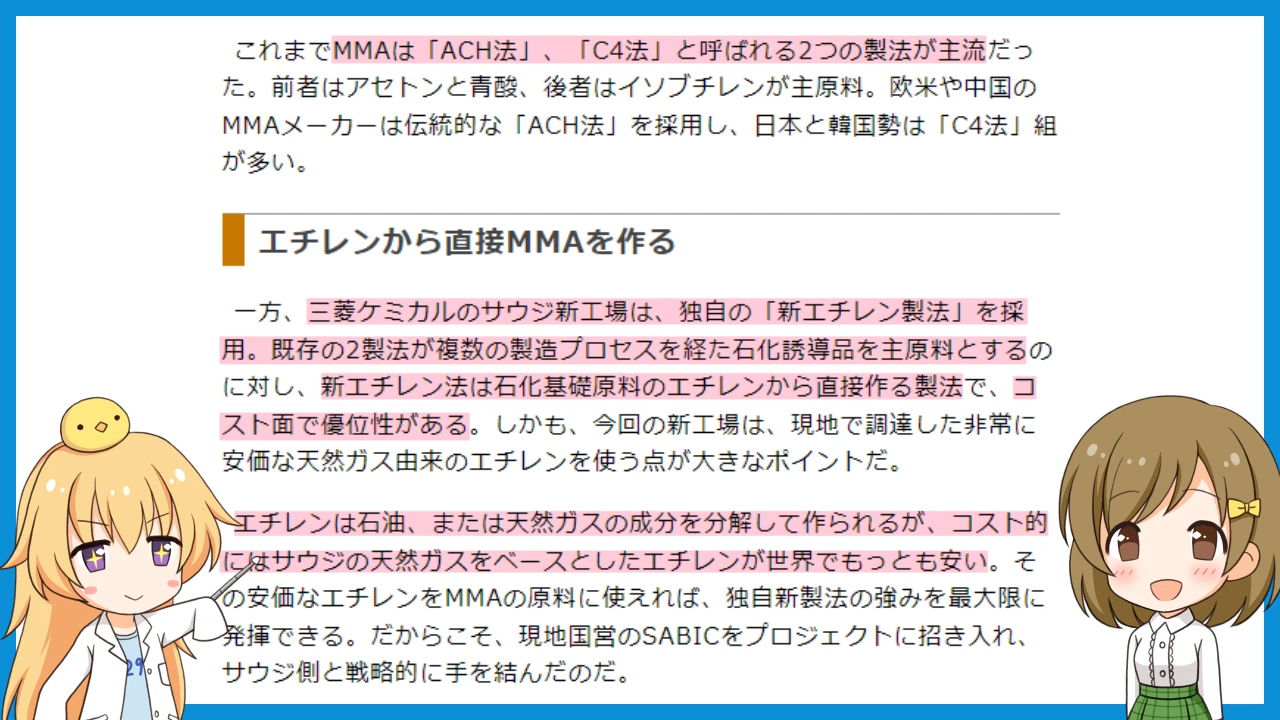 これまでMMAは「ACH法」、「C4法」と呼ばれる2つの製法が主流だっ
た。前者はアセトンと青酸、後者はイソブチレンが主原料。欧米や中国の
MMAメーカーは伝統的な「ACH法」を採用し、日本と韓国勢は「C4法」組
が多い。
エチレンから直接MMAを作る
一方、三菱ケミカルのサウジ新工場は、独自の「新エチレン製法」を採
用。既存の2製法が複数の製造プロセスを経た石化誘導品を主原料とするの
に対し、新エチレン法は石化基礎原料のエチレンから直接作る製法で、コ
スト面で優位性がある。しかも、今回の新工場は、現地で調達した非常に
安価な天然ガス由来のエチレンを使う点が大きなポイントだ。
エチレンは石油、または天然ガスの成分を分解して作られるが、コスト的
にはサウジの天然ガスをベースとしたエチレンが世界でもっとも安い。そ
の安価なエチレンをMMAの原料に使えれば、独自新製法の強みを最大限に
発揮できる。だからこそ、現地国営のSABICをプロジェクトに招き入れ、
サウジ側と戦略的に手を結んだのだ。
29